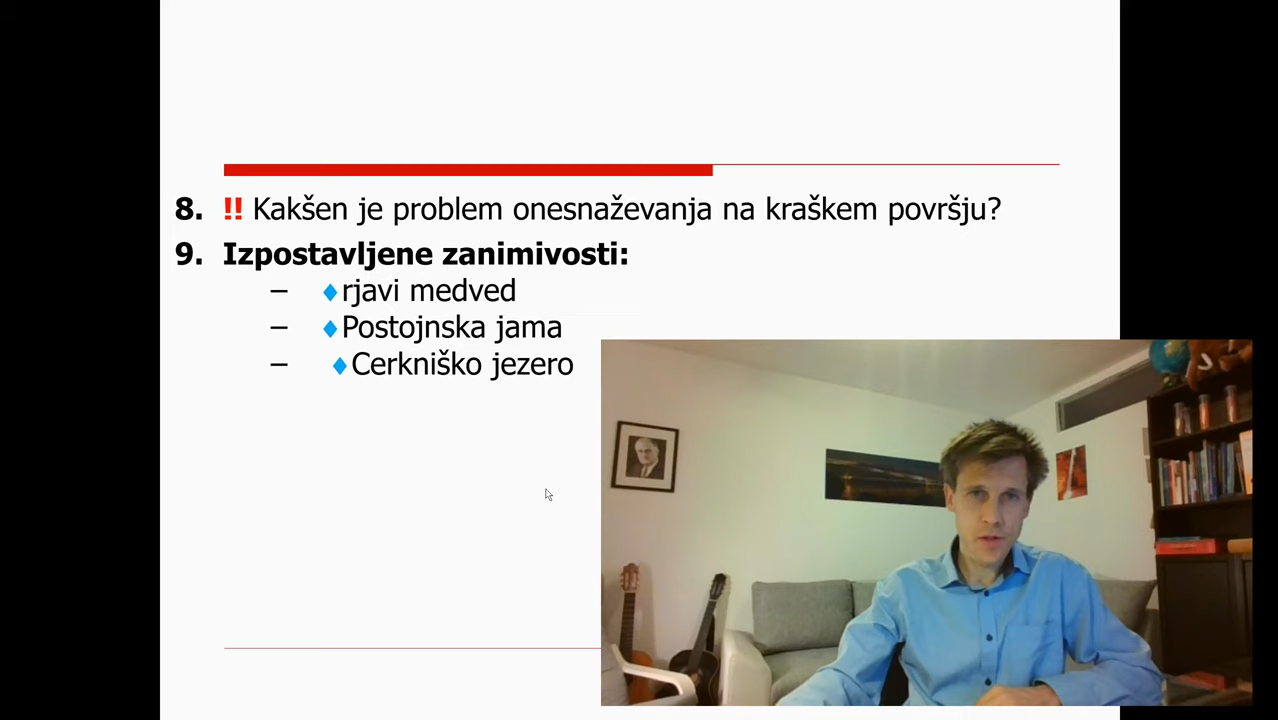 8. !! Kakšen je problem onesnaževanja na kraškem površju?
9. Izpostavljene zanimivosti:
– ♦rjavi medved
– ♦Postojnska jama
– ♦Cerkniško jezero